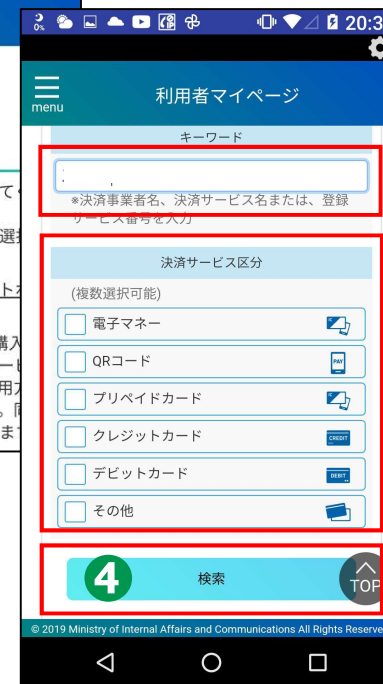 0%
20:3
menu
利用者マイページ
キーワード
※決済事業者名、決済サービス名または、登録
サービス番号を入力
決済サービス区分
(複数選択可能)
電子マネー
QRコード
PAY
プリペイドカード
クレジットカード
CREDIT
デビットカード
DEBIT
その他
4
検索
TOP
© 2019 Ministry of Internal Affairs and Communications All Rights Reserve